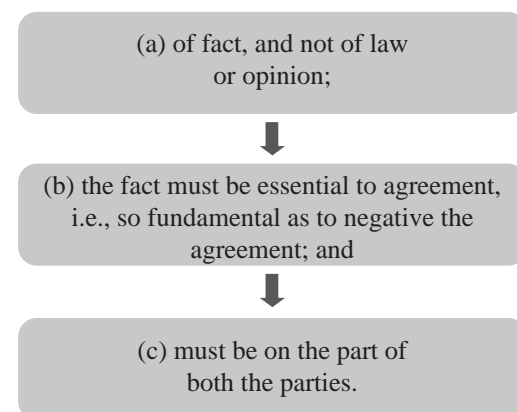 (a) of fact, and not of law
or opinion;
(b) the fact must be essential to agreement,
i.e., so fundamental as to negative the
agreement; and
(c) must be on the part of
both the parties.